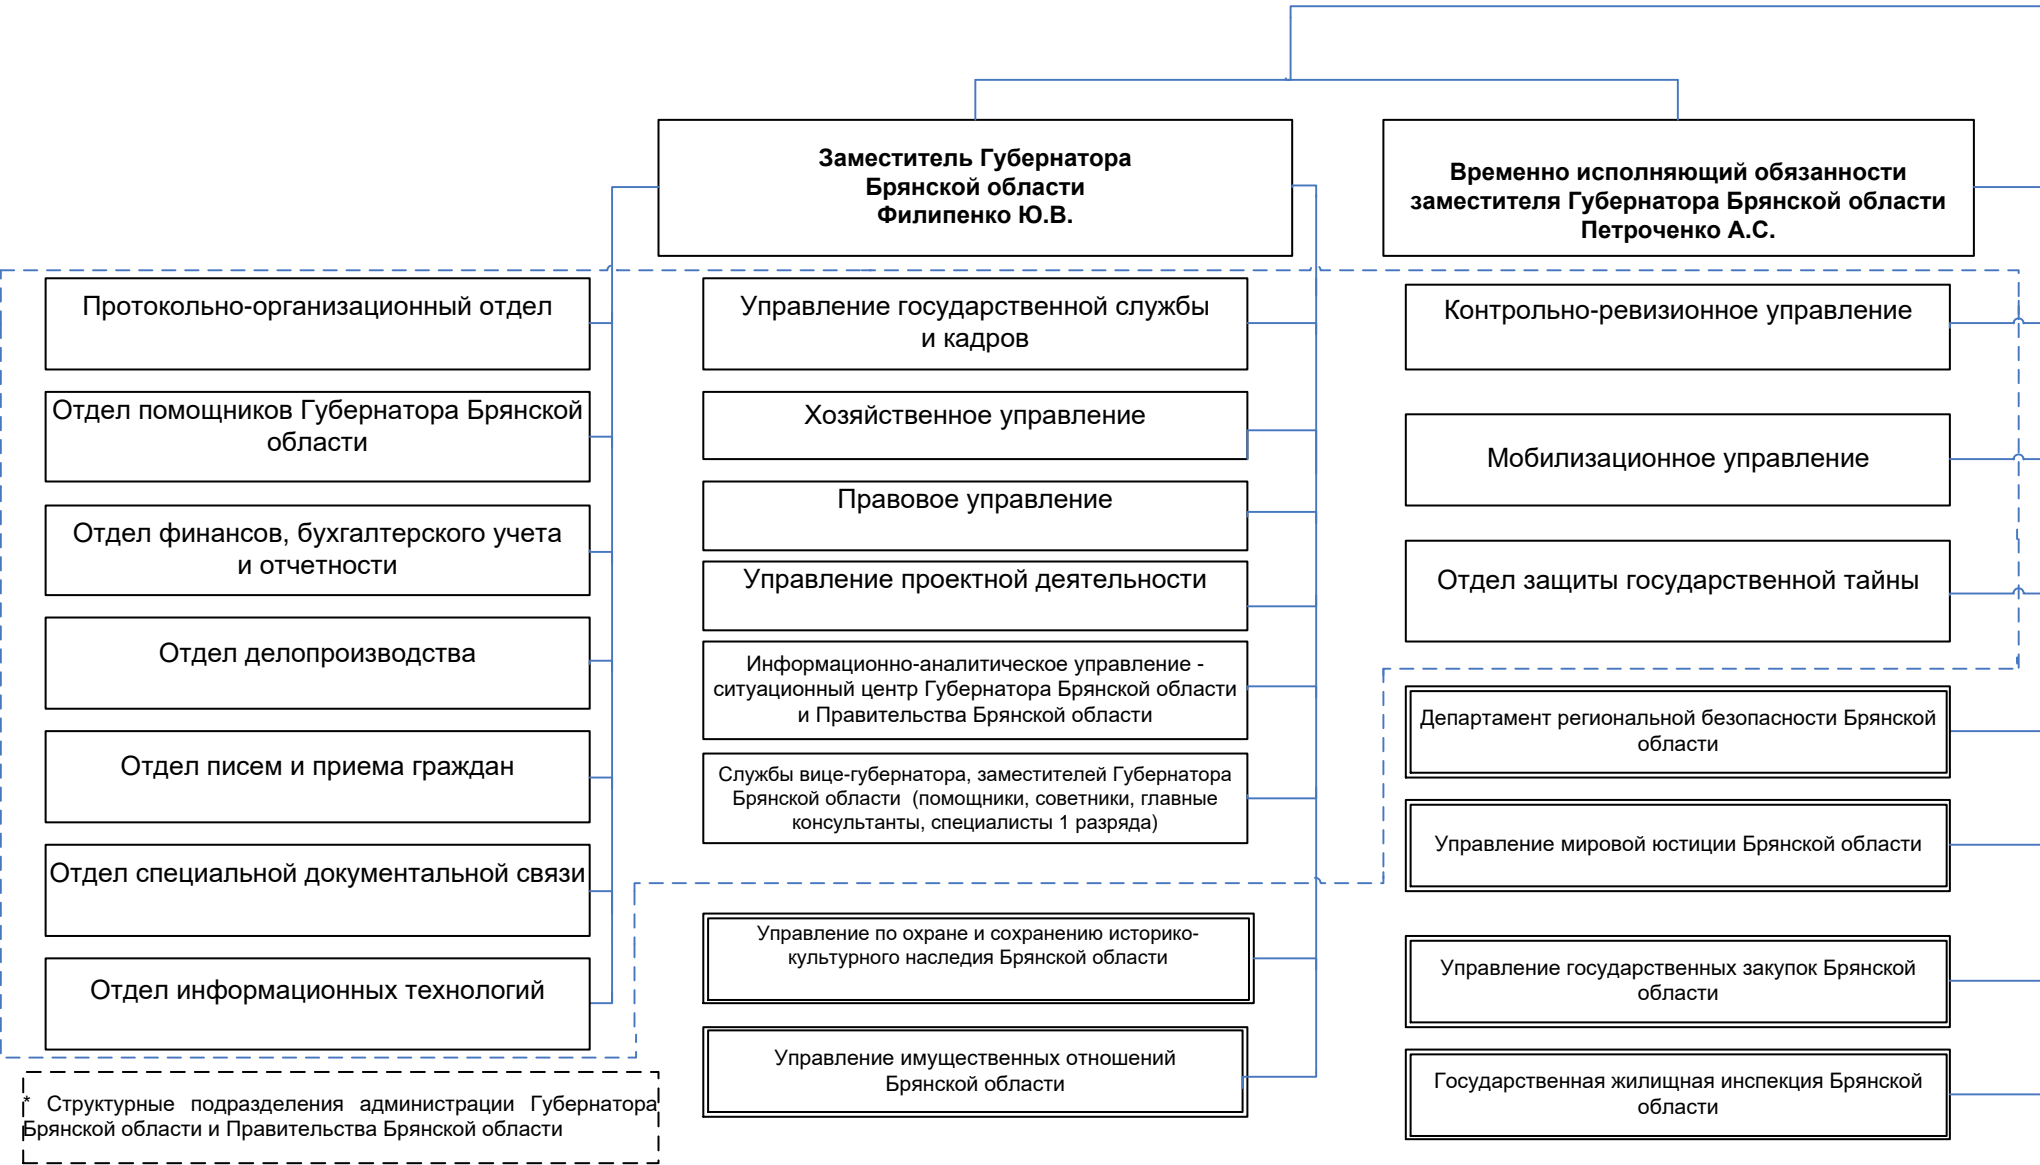 Заместитель Губернатора
Брянской области
Филипенко Ю.В.
Временно исполняющий обязанности
заместителя Губернатора Брянской области
Петроченко А.С.
Протокольно-организационный отдел
Отдел помощников Губернатора Брянской
области
Отдел финансов, бухгалтерского учета
и отчетности
Отдел делопроизводства
Отдел писем и приема граждан
Отдел специальной документальной связи
Отдел информационных технологий
* Структурные подразделения администрации Губернатора
Брянской области и Правительства Брянской области
Управление государственной службы
и кадров
Хозяйственное управление
Правовое управление
Управление проектной деятельности
Информационно-аналитическое управление -
ситуационный центр Губернатора Брянской области
и Правительства Брянской области
Службы вице-губернатора, заместителей Губернатора
Брянской области (помощники, советники, главные
консультанты, специалисты 1 разряда)
Управление по охране и сохранению историко-
культурного наследия Брянской области
Управление имущественных отношений
Брянской области
Контрольно-ревизионное управление
Мобилизационное управление
Отдел защиты государственной тайны
Департамент региональной безопасности Брянской
области
Управление мировой юстиции Брянской области
Управление государственных закупок Брянской
области
Государственная жилищная инспекция Брянской
области